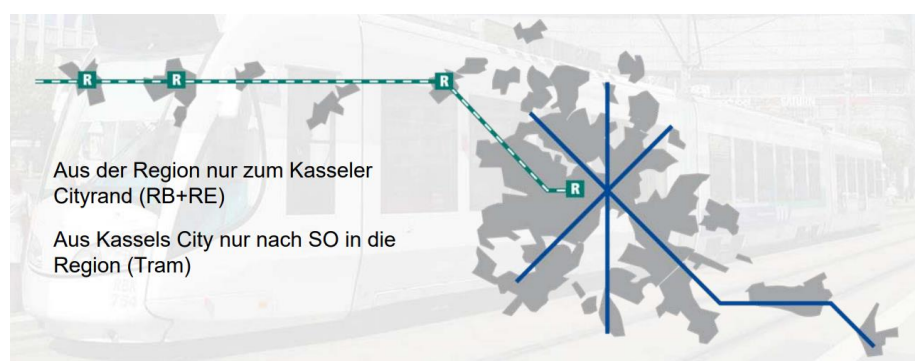 R R R
R
Aus der Region nur zum Kasseler
Cityrand (RB+RE)
Aus Kassels City nur nach SO in die
Region (Tram)